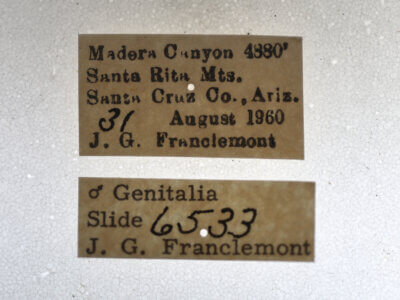 Madera Canyon 4880'
Santa Rita Mts.
Santa Cruz Co., Ariz.
31 August 1960
J. G. Franclemont
♂ Genitalia
Slide 6533
J. G. Franclemont